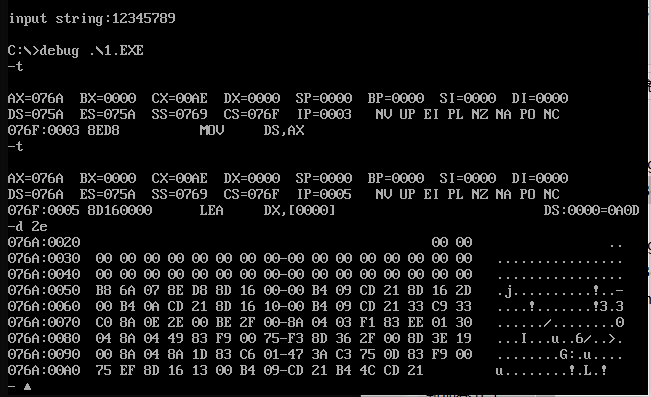 input string:12345789
C:\>debug .\1.EXE
-t
AX=076A  BX=0000  CX=00AE  DX=0000  SP=0000  BP=0000  SI=0000  DI=0000
DS=075A  ES=075A  SS=0769  CS=076F  IP=0003   NV UP EI PL NZ NA PO NC
076F:0003 8ED8          MOV     DS,AX
-t
AX=076A  BX=0000  CX=00AE  DX=0000  SP=0000  BP=0000  SI=0000  DI=0000
DS=076A  ES=075A  SS=0769  CS=076F  IP=0005   NV UP EI PL NZ NA PO NC
076F:0005 8D160000      LEA     DX,[0000]                          DS:0000=0A0D
-d 2e
076A:0020                                            00 00                 ..
076A:0030  00 00 00 00 00 00 00 00-00 00 00 00 00 00 00 00   ................
076A:0040  00 00 00 00 00 00 00 00-00 00 00 00 00 00 00 00   ................
076A:0050  B8 6A 07 8E D8 8D 16 00-00 B4 09 CD 21 8D 16 2D   .j..........!..-
076A:0060  00 B4 0A CD 21 8D 16 10-00 B4 09 CD 21 33 C9 33   ....!.......!3.3
076A:0070  C0 8A 0E 2E 00 BE 2F 00-8A 04 03 F1 83 EE 01 30   ....../........0
076A:0080  04 8A 04 49 83 F9 00 75-F3 8D 36 2F 00 8D 3E 19   ...I...u..6/..>.
076A:0090  00 8A 04 8A 1D 83 C6 01-47 3A C3 75 0D 83 F9 00   ........G:.u....
076A:00A0  75 EF 8D 16 13 00 B4 09-CD 21 B4 4C CD 21         u........!.L.!
-